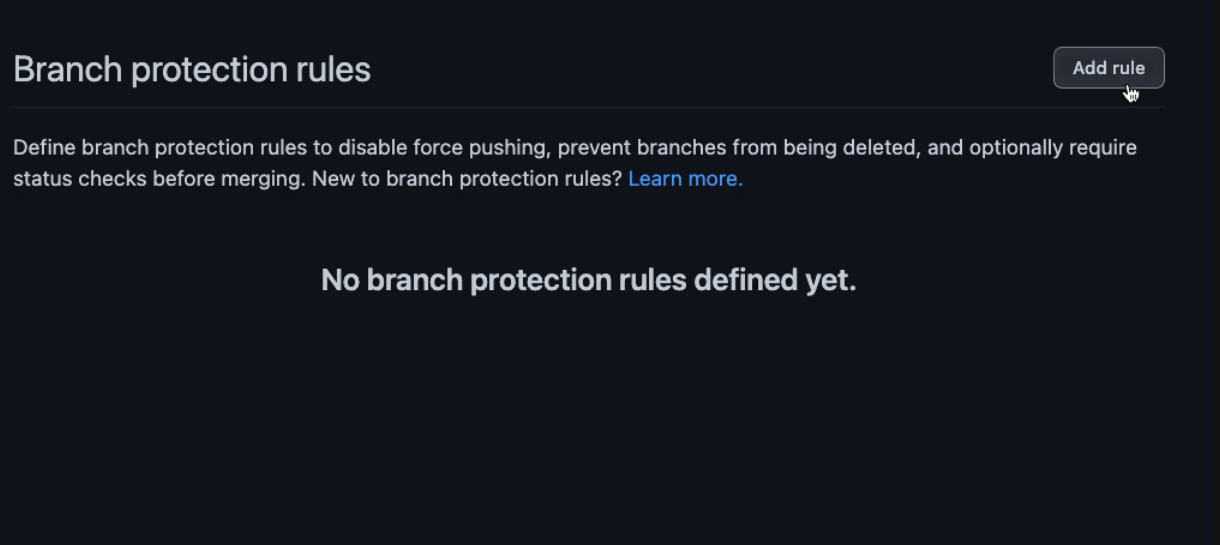 Branch protection rules
Add rule
Define branch protection rules to disable force pushing, prevent branches from being deleted, and optionally require
status checks before merging. New to branch protection rules? Learn more.
No branch protection rules defined yet.